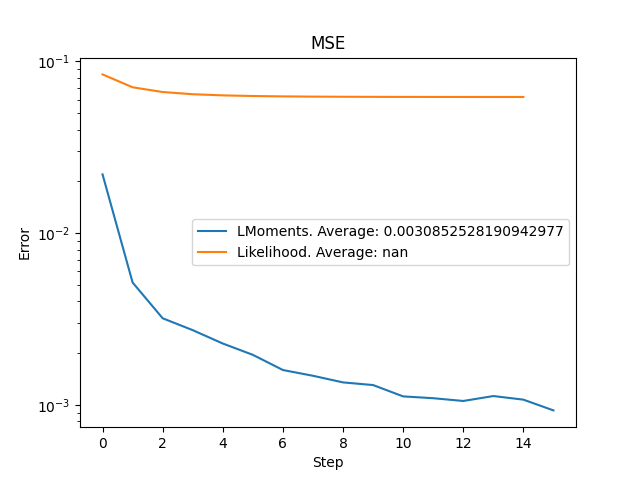 MSE
10⁻¹
10⁻²
10⁻³
Error
LMoments. Average: 0.0030852528190942977
Likelihood. Average: nan
0 2 4 6 8 10 12 14
Step